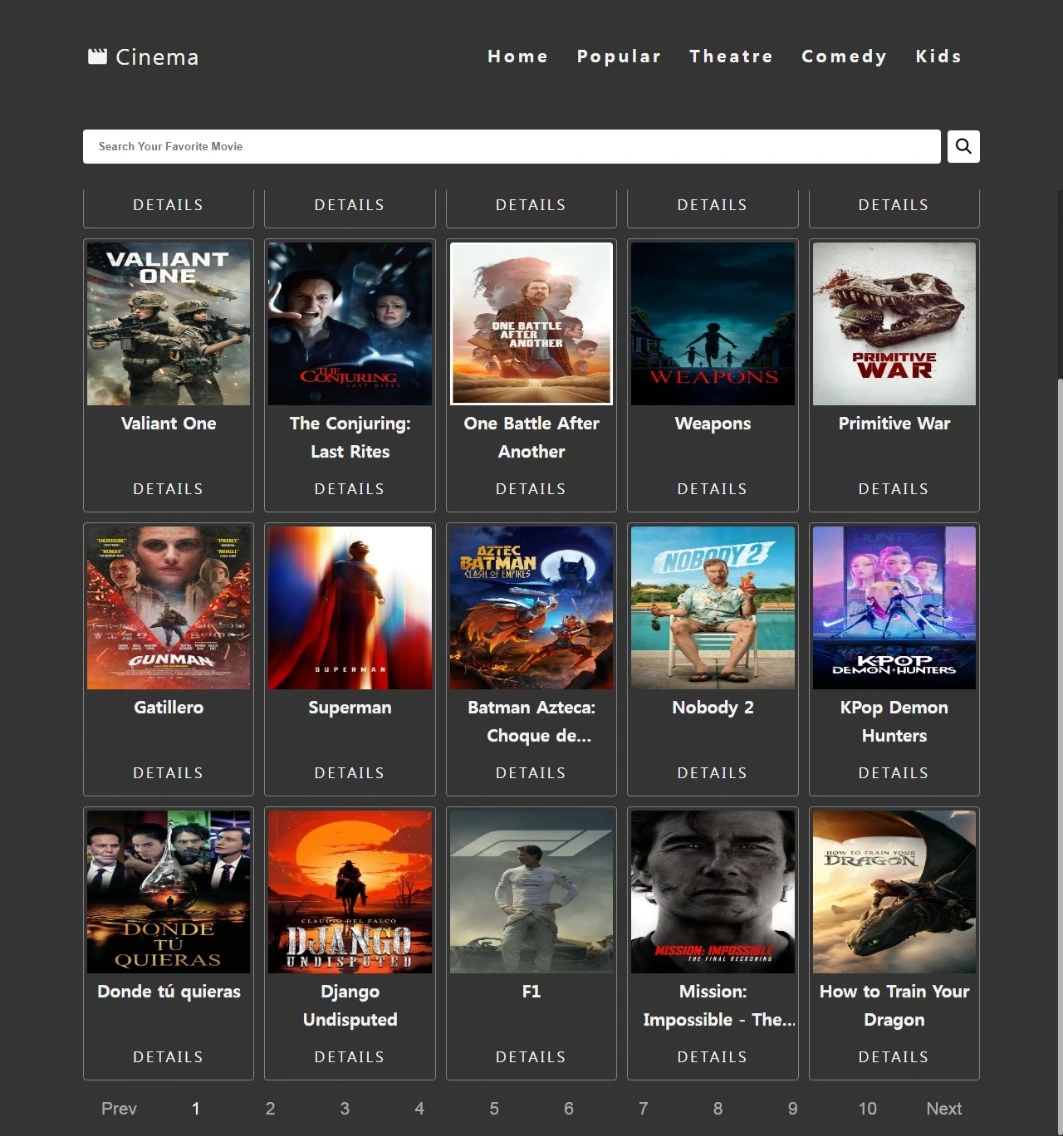 Cinema
Home Popular Theatre Comedy Kids
Search Your Favorite Movie
DETAILS DETAILS DETAILS DETAILS DETAILS
VALIANT
ONE
THE
CONJURING
LAST RITES
ONE BATTLE
AFTER
ANOTHER
WEAPONS
PRIMITIVE
WAR
Valiant One
The Conjuring:
Last Rites
One Battle After
Another
Weapons
Primitive War
DETAILS DETAILS DETAILS DETAILS DETAILS
GUNMAN
SUPERMAN
AZTEC
BATMAN
CLASH OF EMPIRES
NOBODY 2
KPOP
DEMON HUNTERS
Gatillero
Superman
Batman Azteca:
Choque de...
Nobody 2
KPop Demon
Hunters
DETAILS DETAILS DETAILS DETAILS DETAILS
DONDE
TÚ
QUIERAS
CLAUDIO DEL FALCO
DJANGO
UNDISPUTED
F1
MISSION: IMPOSSIBLE
THE FINAL RECKONING
HOW TO TRAIN YOUR
DRAGON
Donde tú quieras
Django
Undisputed
F1
Mission:
Impossible - The...
How to Train Your
Dragon
DETAILS DETAILS DETAILS DETAILS DETAILS
Prev 1 2 3 4 5 6 7 8 9 10 Next